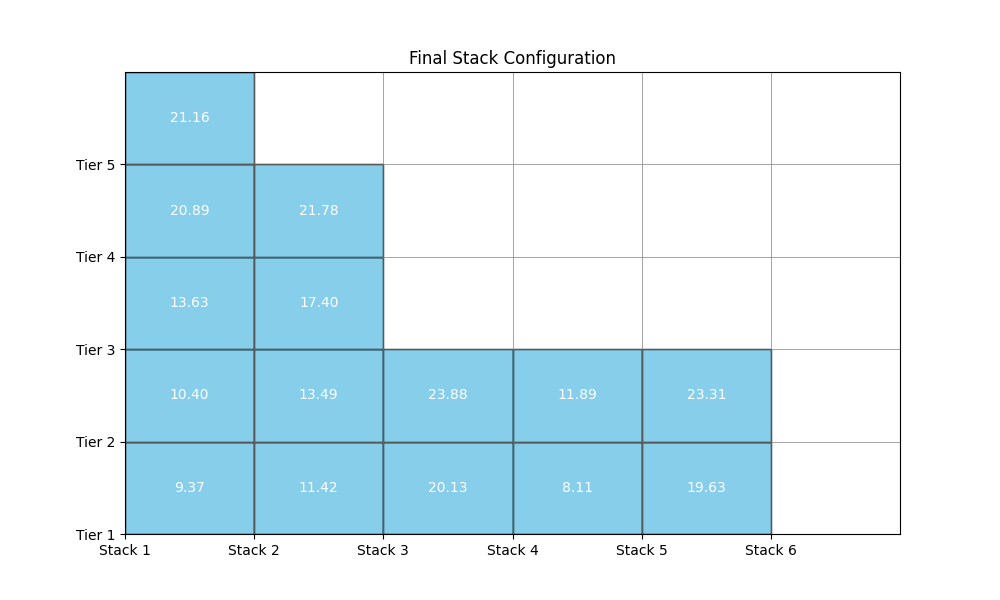 Final Stack Configuration
21.16
Tier 5
20.89 21.78
Tier 4
13.63 17.40
Tier 3
10.40 13.49 23.88 11.89 23.31
Tier 2
9.37 11.42 20.13 8.11 19.63
Tier 1
Stack 1 Stack 2 Stack 3 Stack 4 Stack 5 Stack 6